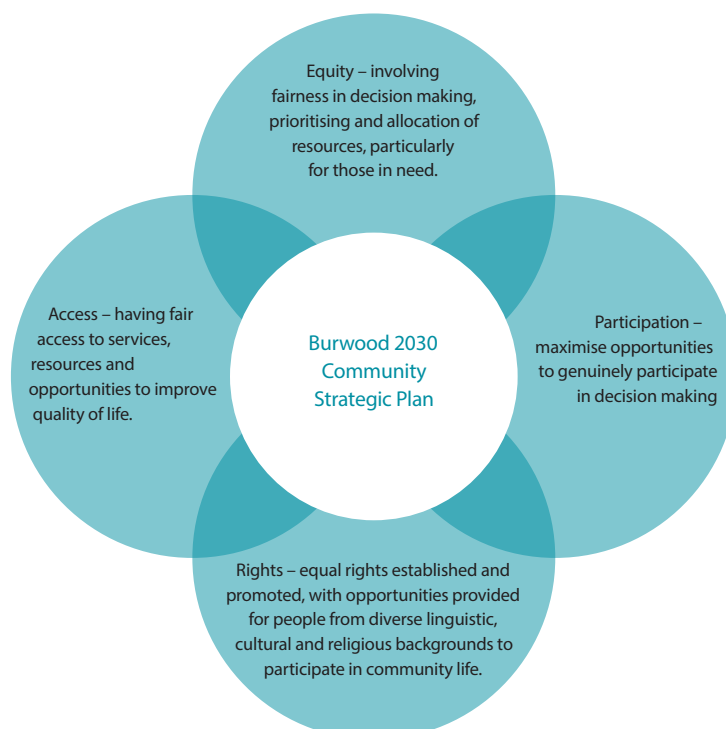 Equity – involving
fairness in decision making,
prioritising and allocation of
resources, particularly
for those in need.
Access – having fair
access to services,
resources and
opportunities to improve
quality of life.
Burwood 2030
Community
Strategic Plan
Participation –
maximise opportunities
to genuinely participate
in decision making
Rights – equal rights established and
promoted, with opportunities provided
for people from diverse linguistic,
cultural and religious backgrounds to
participate in community life.